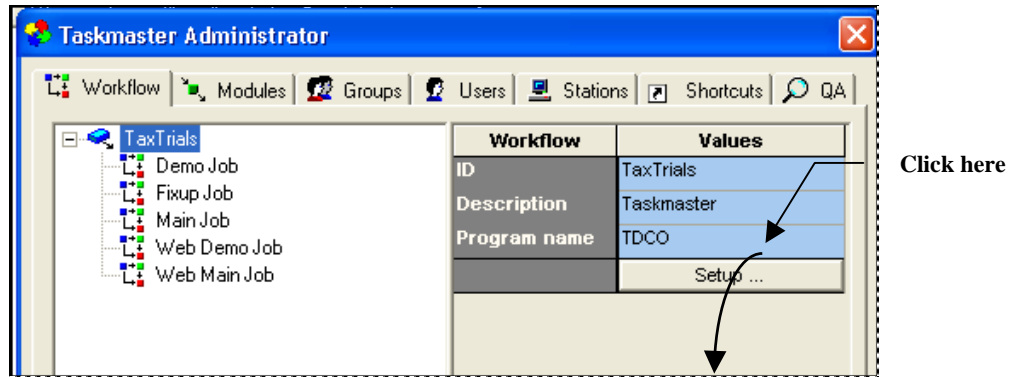 Taskmaster Administrator
Workflow Modules Groups Users Stations Shortcuts QA
TaxTrials
Demo Job
Fixup Job
Main Job
Web Demo Job
Web Main Job
Workflow Values
ID TaxTrials
Description Taskmaster
Program name TDCO
Setup ...
Click here